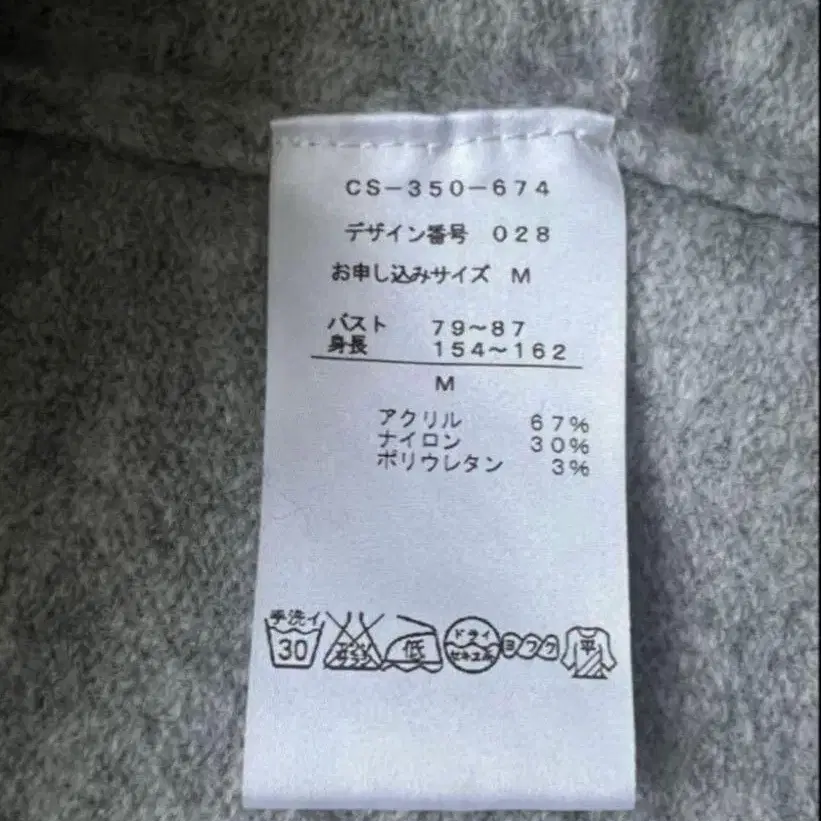 CS-350-674
デザイン番号 028
お申し込みサイズ M
バスト 79~87
身長 154~162
M
アクリル 67%
ナイロン 30%
ポリウレタン 3%
手洗イ
30
低
ドライ
セキユ系
ヨワク
平